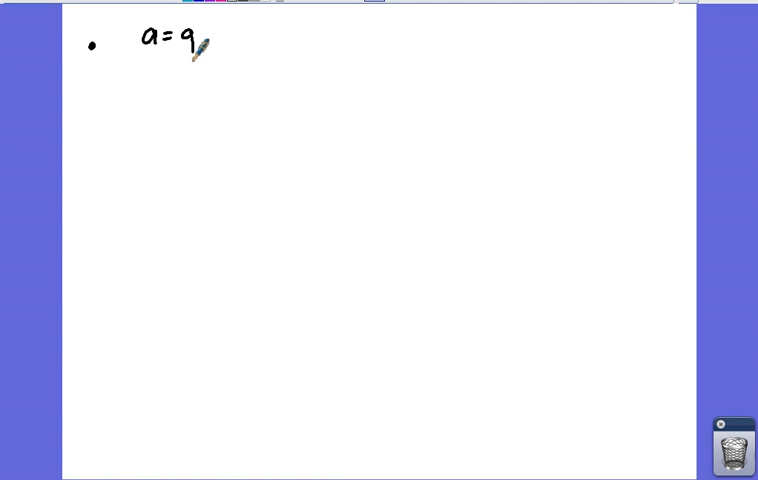 • a = 9